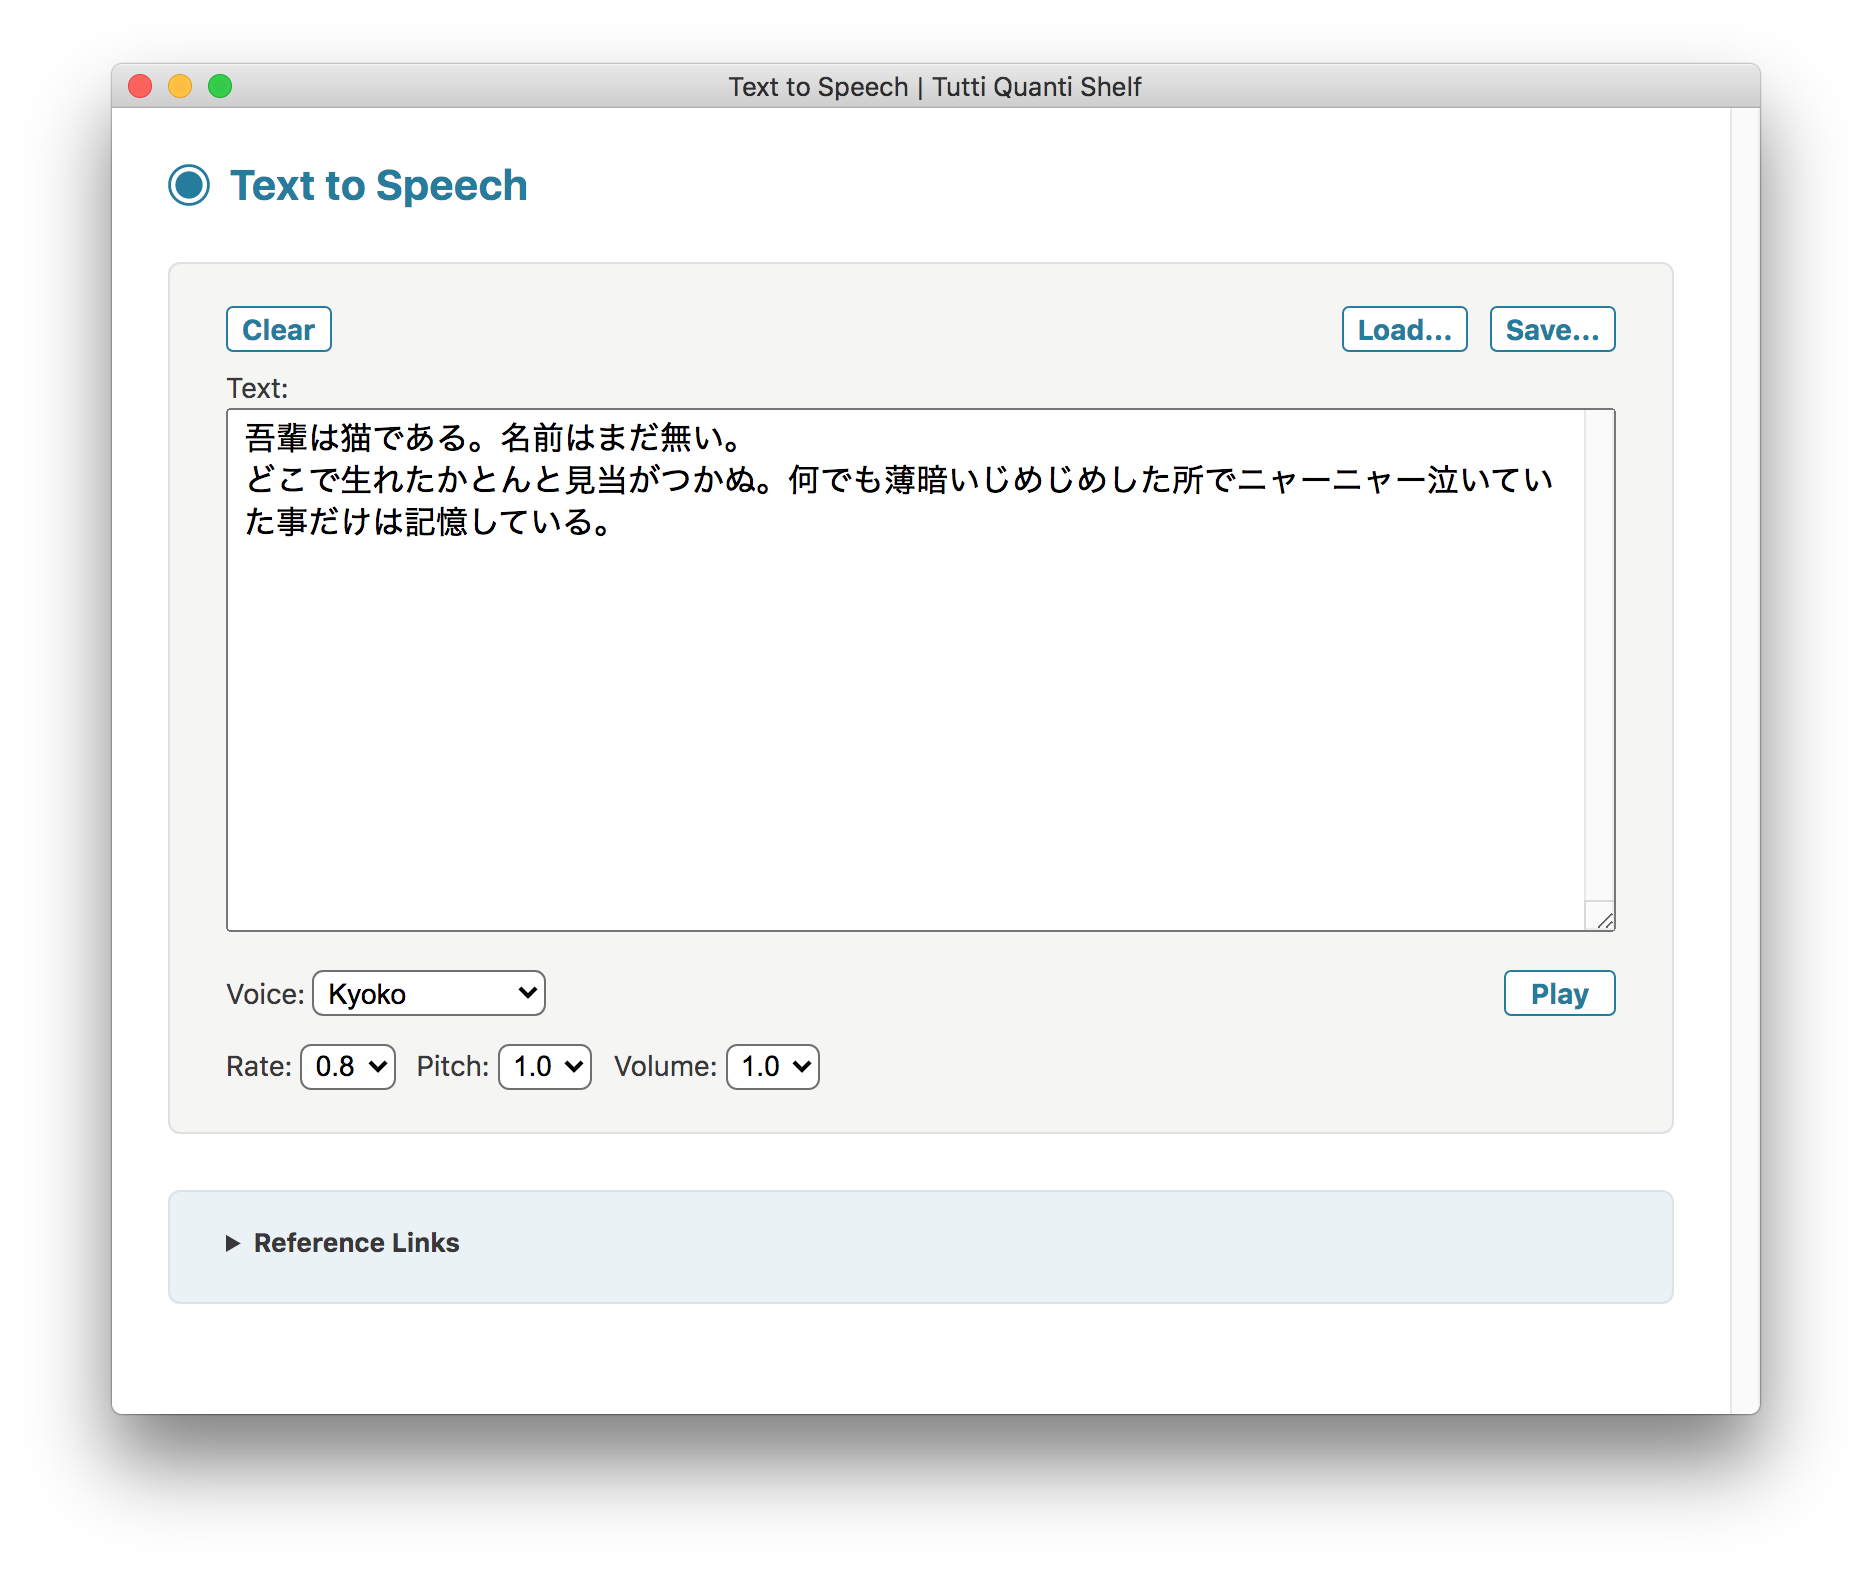 Text to Speech | Tutti Quanti Shelf
Text to Speech
Clear
Load...
Save...
Text:
吾輩は猫である。名前はまだ無い。
どこで生れたかとんと見当がつかぬ。何でも薄暗いじめじめした所でニャーニャー泣いてい
た事だけは記憶している。
Voice: Kyoko
Play
Rate: 0.8 Pitch: 1.0 Volume: 1.0
Reference Links